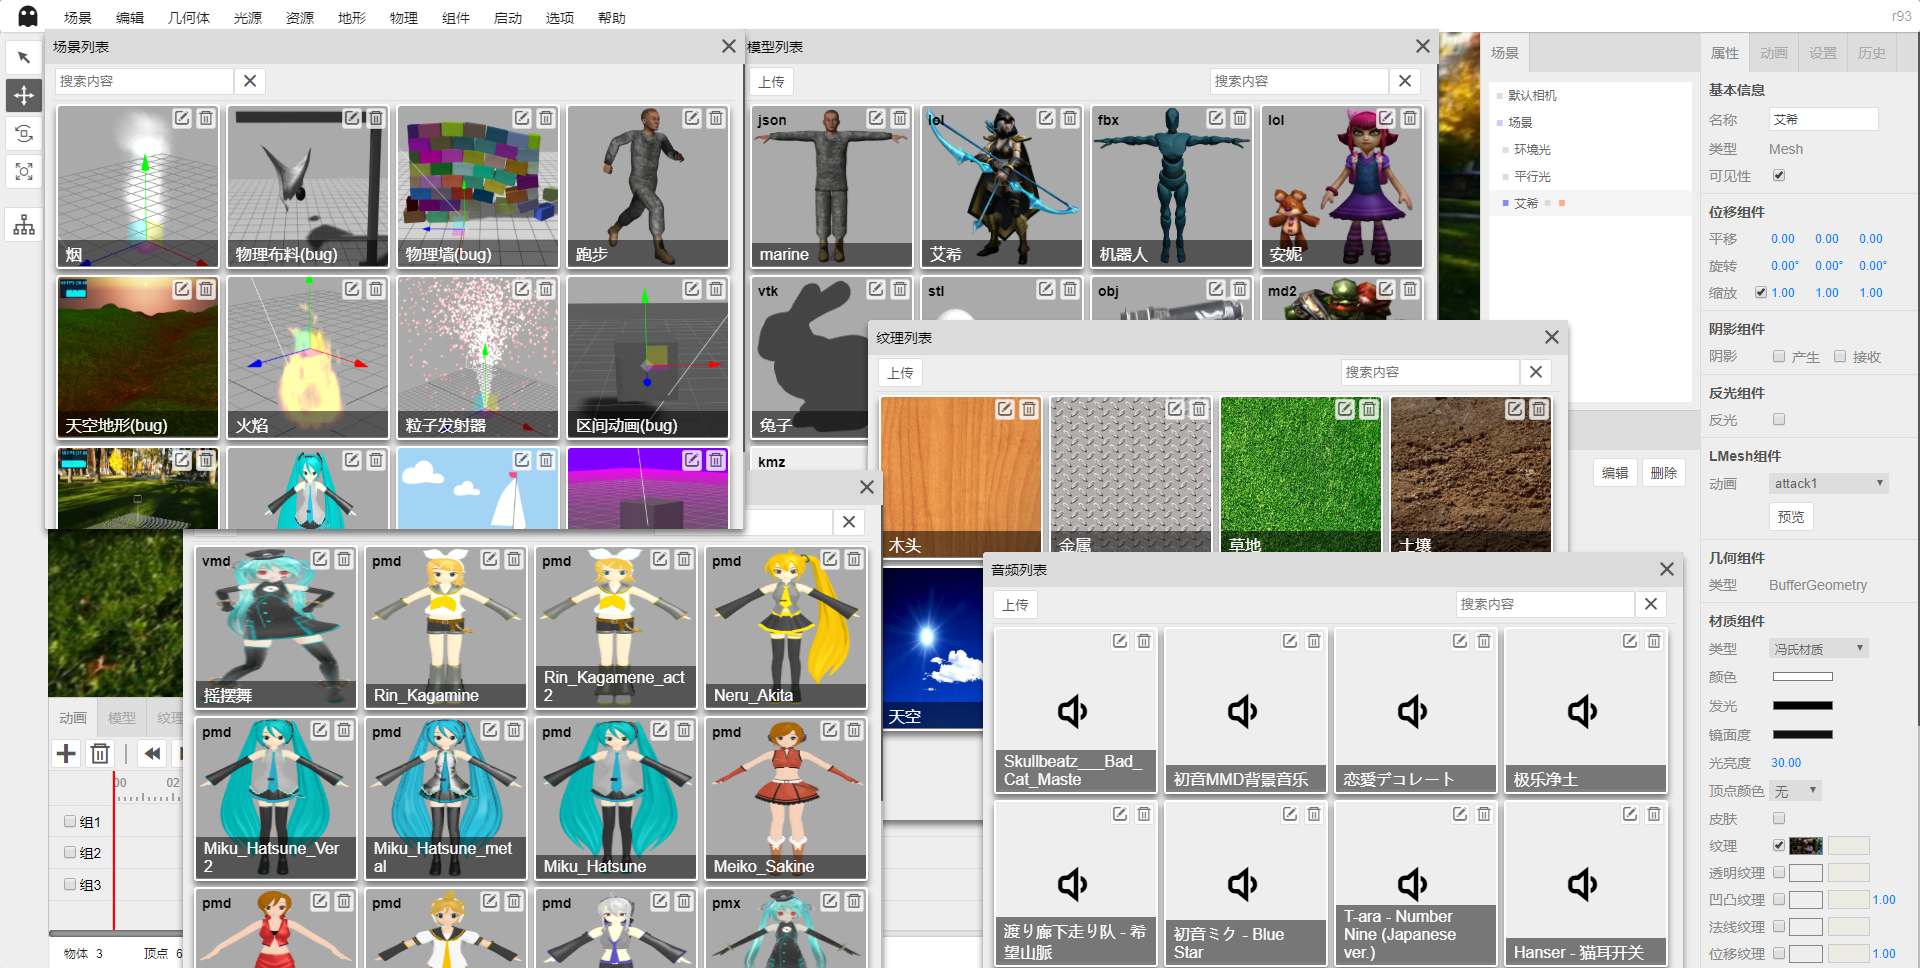 场景 编辑 几何体 光源 资源 地形 物理 组件 启动 选项 帮助
r93
场景列表
搜索内容
烟
物理布料(bug)
物理墙(bug)
跑步
天空地形(bug)
火焰
粒子发射器
区间动画(bug)
模型列表
上传
搜索内容
json
marine
lol
艾希
fbx
机器人
lol
安妮
vtk
兔子
stl
obj
md2
kmz
纹理列表
上传
搜索内容
木头
金属
草地
土壤
天空
vmd
摇摆舞
pmd
Rin_Kagamine
pmd
Rin_Kagamene_act
2
pmd
Neru_Akita
pmd
Miku_Hatsune_Ver
2
pmd
Miku_Hatsune_met
al
pmd
Miku_Hatsune
pmd
Meiko_Sakine
pmd
pmd
pmd
pmx
音频列表
上传
搜索内容
Skullbeatz___Bad_
Cat_Maste
初音MMD背景音乐
恋愛デコレート
极乐净土
渡り廊下走り队 - 希
望山脈
初音ミク - Blue
Star
T-ara - Number
Nine (Japanese
ver.)
Hanser - 猫耳开关
动画 模型 纹理
00 02
组1
组2
组3
物体 3 顶点 6
场景
默认相机
场景
环境光
平行光
艾希
编辑 删除
属性 动画 设置 历史
基本信息
名称 艾希
类型 Mesh
可见性
位移组件
平移 0.00 0.00 0.00
旋转 0.00° 0.00° 0.00°
缩放 1.00 1.00 1.00
阴影组件
阴影 产生 接收
反光组件
反光
LMesh组件
动画 attack1
预览
几何组件
类型 BufferGeometry
材质组件
类型 冯氏材质
颜色
发光
镜面度
光亮度 30.00
顶点颜色 无
皮肤
纹理
透明纹理
凹凸纹理 1.00
法线纹理
位移纹理 1.00